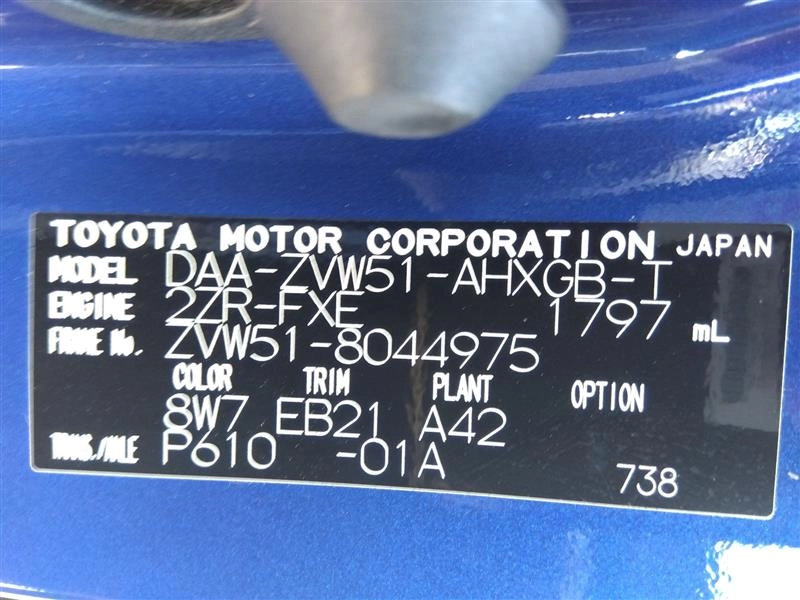 TOYOTA MOTOR CORPORATION JAPAN
MODEL DAA-ZVW51-AHXGB-T
ENGINE 2ZR-FXE 1797 mL
FRAME No. ZVW51-8044975
COLOR TRIM PLANT OPTION
8W7 EB21 A42
TRANS./AXLE P610 -01A 738